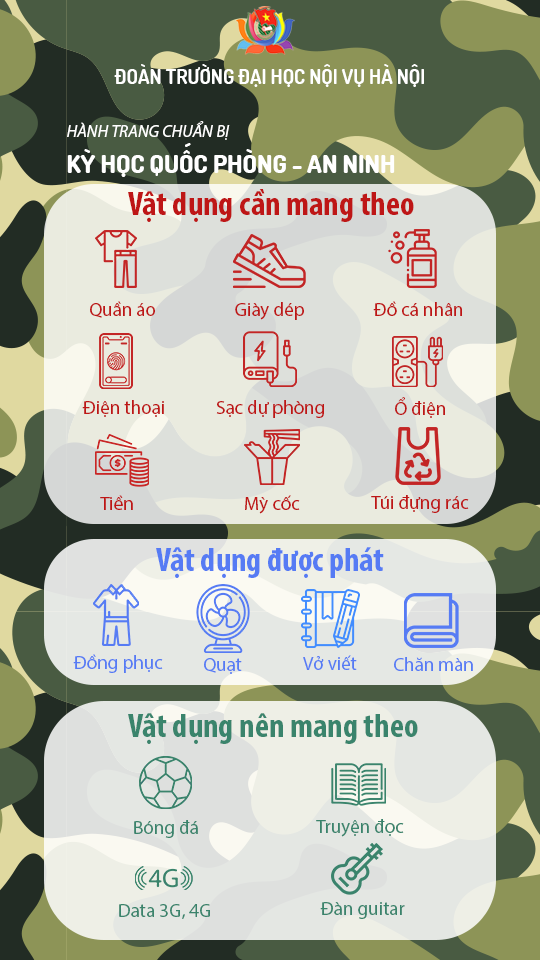 ĐOÀN TRƯỜNG ĐẠI HỌC NỘI VỤ HÀ NỘI
HÀNH TRANG CHUẨN BỊ
KỲ HỌC QUỐC PHÒNG - AN NINH
Vật dụng cần mang theo
Quần áo
Giày dép
Đồ cá nhân
Điện thoại
Sạc dự phòng
Ổ điện
Tiền
Mỳ cốc
Túi đựng rác
Vật dụng được phát
Đồng phục
Quạt
Vở viết
Chăn màn
Vật dụng nên mang theo
Bóng đá
Truyện đọc
4G
Data 3G, 4G
Đàn guitar